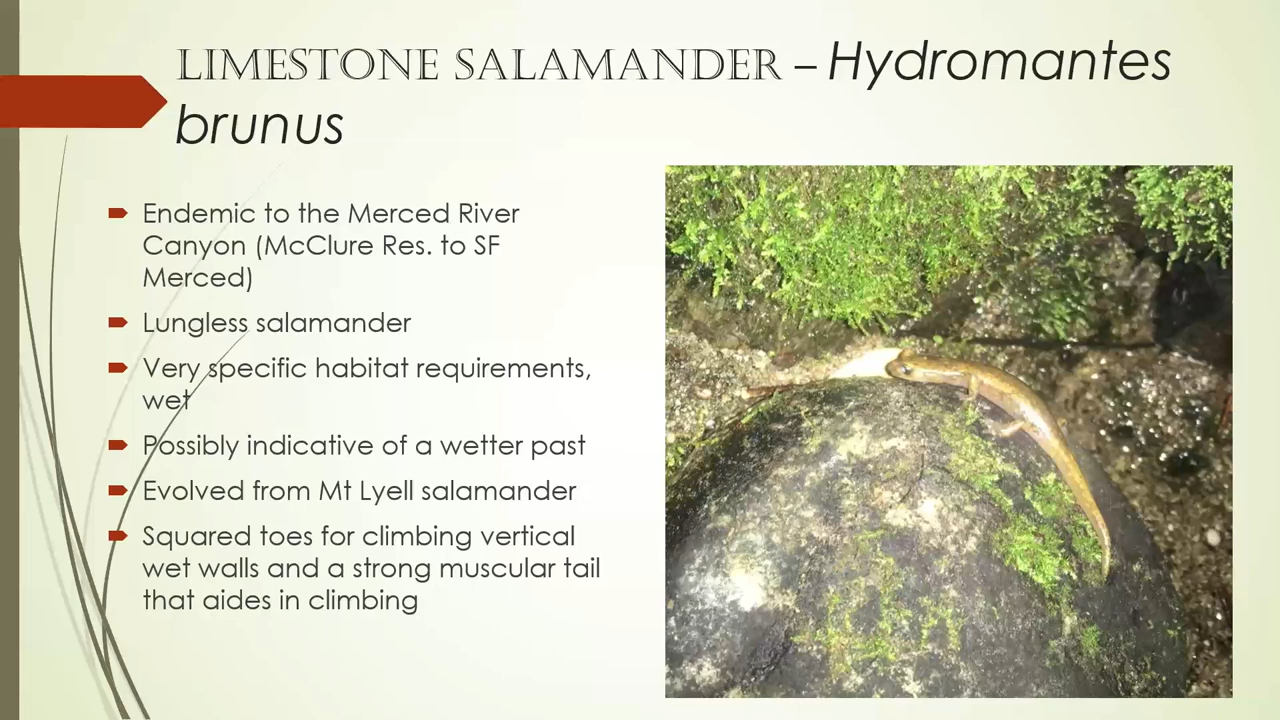 LIMESTONE SALAMANDER – Hydromantes
brunus
Endemic to the Merced River
Canyon (McClure Res. to SF
Merced)
Lungless salamander
Very specific habitat requirements,
wet
Possibly indicative of a wetter past
Evolved from Mt Lyell salamander
Squared toes for climbing vertical
wet walls and a strong muscular tail
that aides in climbing